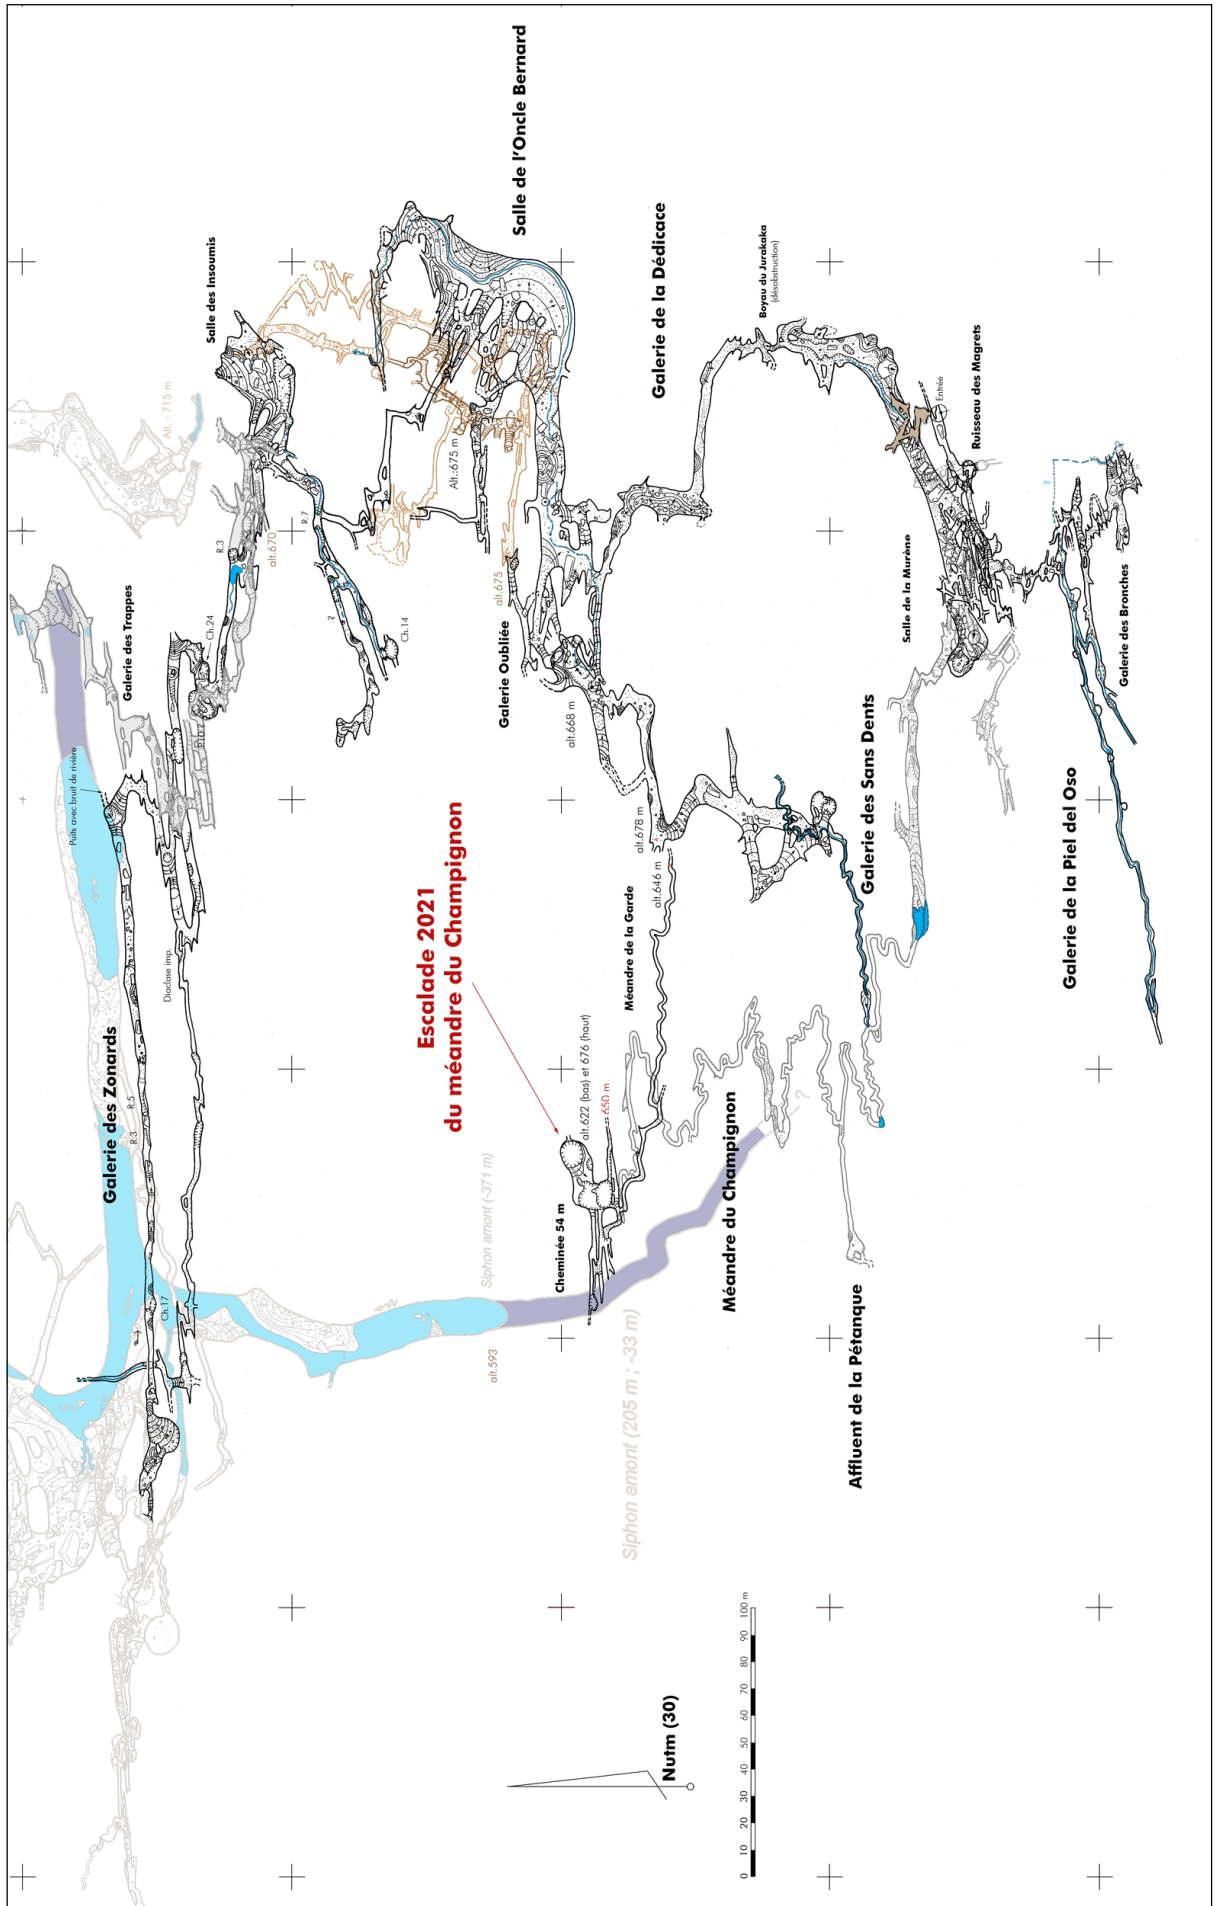 Salle de l'Oncle Bernard
Salle des Insoumis
Galerie de la Dédicace
Boyau du Jurakaka
(désobstruction)
Alt. : 715 m
Entrée
Ruisseau des Magrets
Alt.:675 m
R.7
R.3
alt.670
?
alt.675
Galerie des Trappes
Ch.24
?
Ch.14
Galerie Oubliée
Salle de la Murène
Galerie des Bronches
alt.668 m
Puits avec bruit de rivière
Galerie des Sans Dents
Galerie de la Piel del Oso
Escalade 2021
du méandre du Champignon
alt.678 m
alt.646 m
Méandre de la Garde
Diaclase imp.
Galerie des Zonards
R.5
R.3
alt.622 (bas) et 676 (haut)
650 m
?
Siphon amont (-371 m)
Cheminée 54 m
Méandre du Champignon
Ch.17
alt.593
Affluent de la Pétanque
Siphon amont (205 m ; -33 m)
Nutm (30)
0 10 20 30 40 50 60 70 80 90 100 m